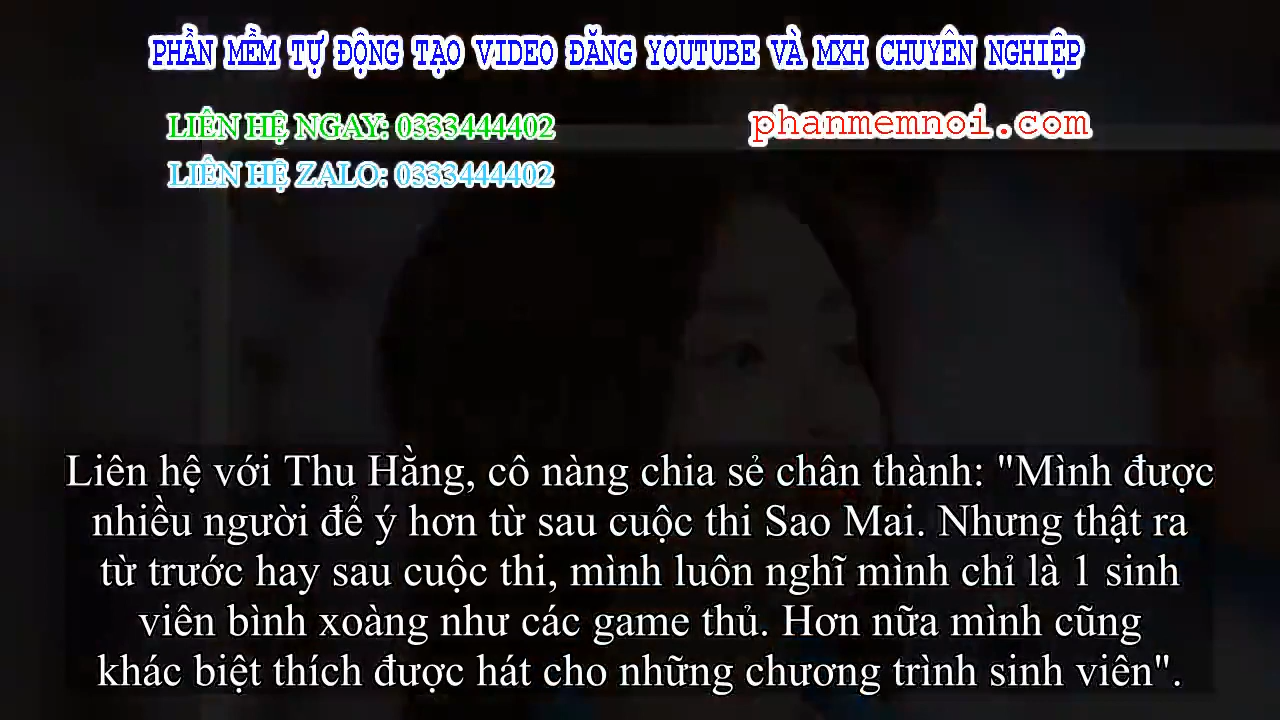 PHẦN MỀM TỰ ĐỘNG TẠO VIDEO ĐĂNG YOUTUBE VÀ MXH CHUYÊN NGHIỆP
LIÊN HỆ NGAY: 0333444402
phanmemnoi.com
LIÊN HỆ ZALO: 0333444402
Liên hệ với Thu Hằng, cô nàng chia sẻ chân thành: "Mình được
nhiều người để ý hơn từ sau cuộc thi Sao Mai. Nhưng thật ra
từ trước hay sau cuộc thi, mình luôn nghĩ mình chỉ là 1 sinh
viên bình xoàng như các game thủ. Hơn nữa mình cũng
khác biệt thích được hát cho những chương trình sinh viên".